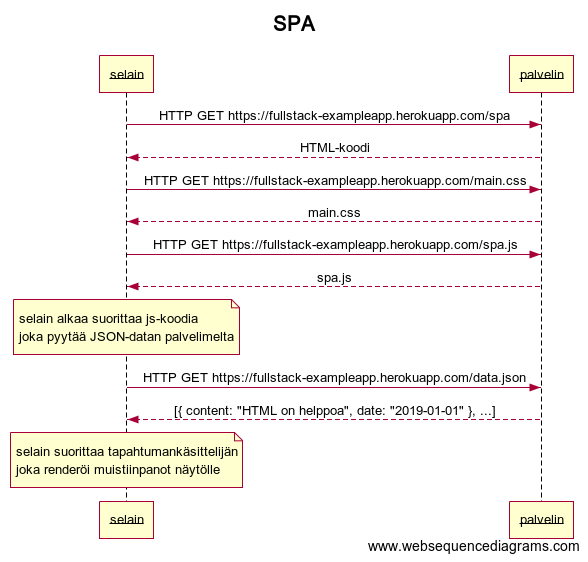 SPA
selain
palvelin
HTTP GET https://fullstack-exampleapp.herokuapp.com/spa
HTML-koodi
HTTP GET https://fullstack-exampleapp.herokuapp.com/main.css
main.css
HTTP GET https://fullstack-exampleapp.herokuapp.com/spa.js
spa.js
selain alkaa suorittaa js-koodia
joka pyytää JSON-datan palvelimelta
HTTP GET https://fullstack-exampleapp.herokuapp.com/data.json
[{ content: "HTML on helppoa", date: "2019-01-01" }, ...]
selain suorittaa tapahtumankäsittelijän
joka renderöi muistiinpanot näytölle
selain
palvelin
www.websequencediagrams.com